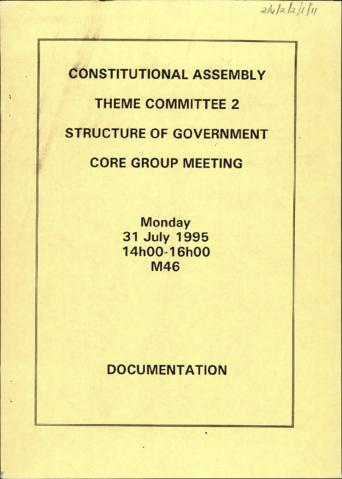 2/4/2/2/1/11
CONSTITUTIONAL ASSEMBLY
THEME COMMITTEE 2
STRUCTURE OF GOVERNMENT
CORE GROUP MEETING
Monday
31 July 1995
14h00-16h00
M46
DOCUMENTATION